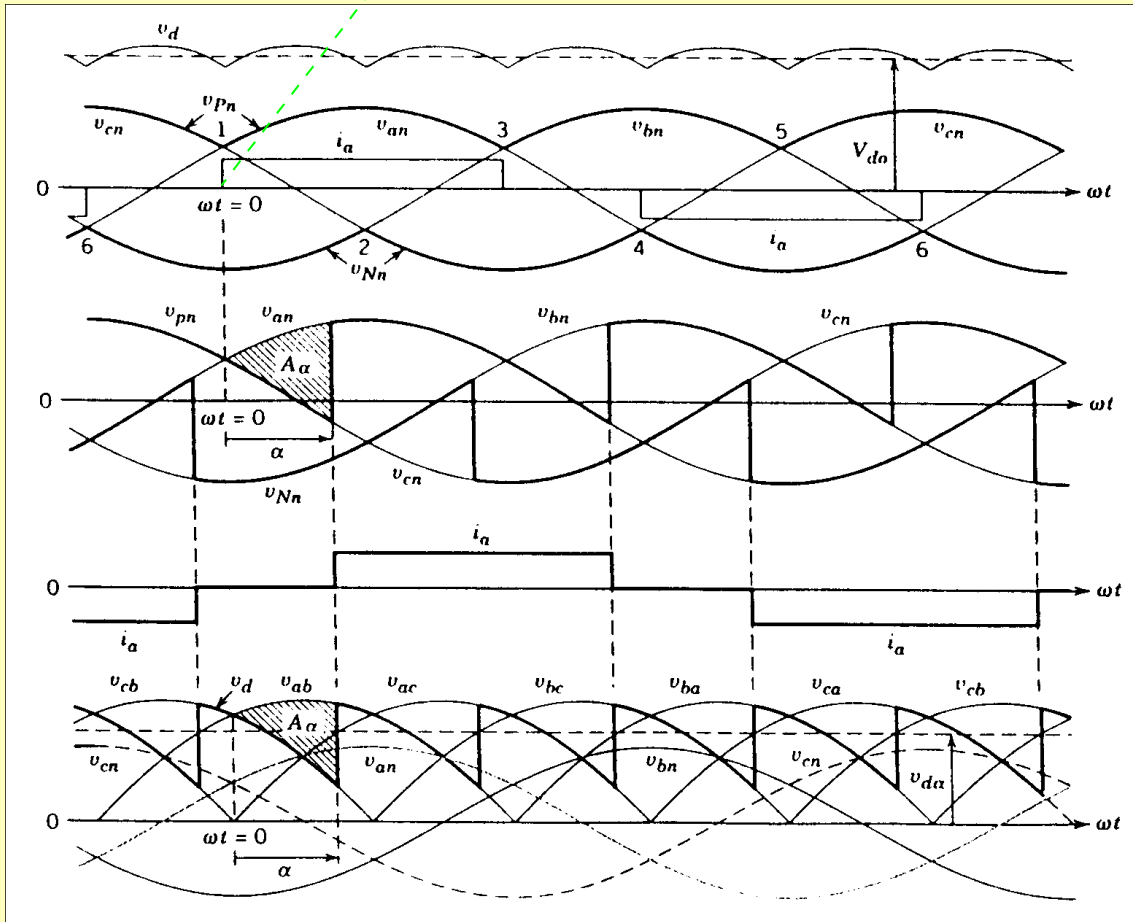 v_d
v_Pn
v_cn 1 v_an 3 v_bn 5 v_cn
i_a V_do
0 ωt
ωt = 0
6 2 4 i_a 6
v_Nn
v_pn v_an v_bn v_cn
A_α
0 ωt
ωt = 0
α
v_Nn v_cn
i_a
0 ωt
i_a i_a
v_cb v_d v_ab v_ac v_bc v_ba v_ca v_cb
A_α
v_cn v_an v_bn v_cn v_dα
0 ωt
ωt = 0
α